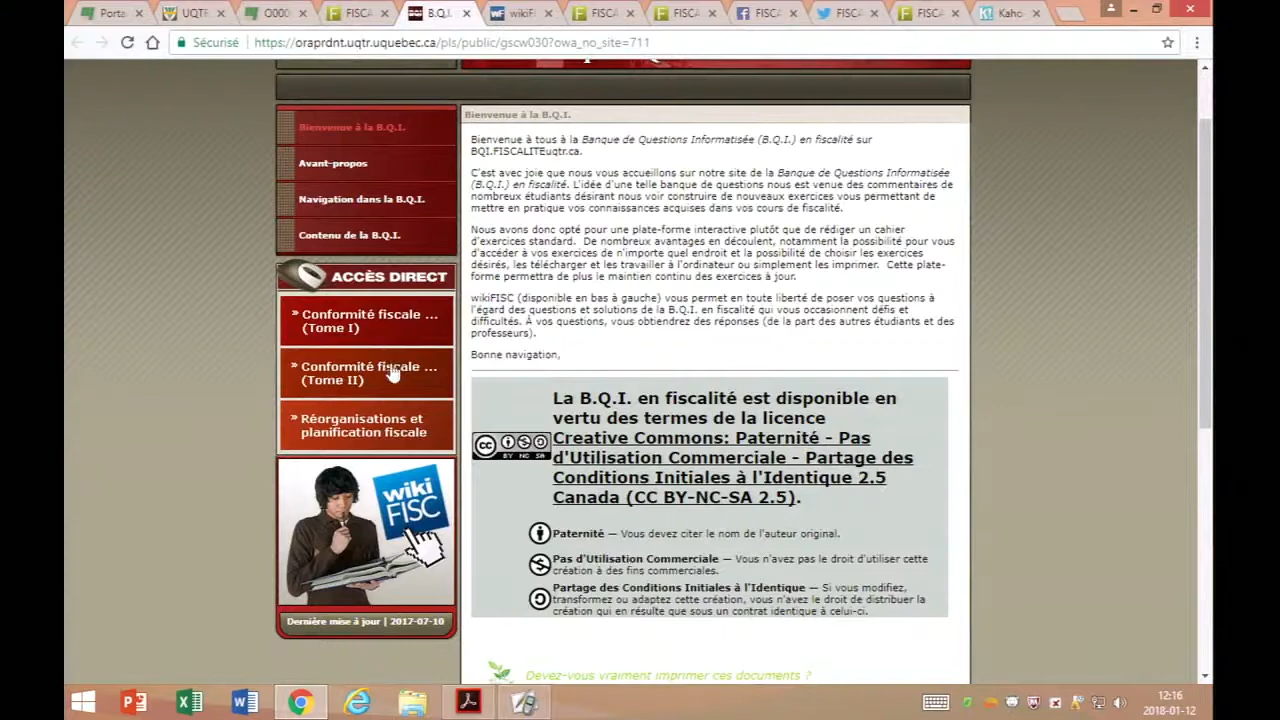 Porta
UQTR
O000
FISCA
B.Q.I.
wikiFI
FISCA
FISCA
FISCA
FISCA
FISCA
Kaho
Sécurisé
https://oraprdnt.uqtr.uquebec.ca/pls/public/gscw030?owa_no_site=711
Bienvenue à la B.Q.I.
Avant-propos
Navigation dans la B.Q.I.
Contenu de la B.Q.I.
ACCÈS DIRECT
» Conformité fiscale ...
(Tome I)
» Conformité fiscale ...
(Tome II)
» Réorganisations et
planification fiscale
wiki
FISC
Dernière mise à jour | 2017-07-10
Bienvenue à la B.Q.I.
Bienvenue à tous à la Banque de Questions Informatisée (B.Q.I.) en fiscalité sur
BQI.FISCALITEuqtr.ca.
C'est avec joie que nous vous accueillons sur notre site de la Banque de Questions Informatisée
(B.Q.I.) en fiscalité. L'idée d'une telle banque de questions nous est venue des commentaires de
nombreux étudiants désirant nous voir construire de nouveaux exercices vous permettant de
mettre en pratique vos connaissances acquises dans vos cours de fiscalité.
Nous avons donc opté pour une plate-forme interactive plutôt que de rédiger un cahier
d'exercices standard. De nombreux avantages en découlent, notamment la possibilité pour vous
d'accéder à vos exercices de n'importe quel endroit et la possibilité de choisir les exercices
désirés, les télécharger et les travailler à l'ordinateur ou simplement les imprimer. Cette plate-
forme permettra de plus le maintien continu des exercices à jour.
wikiFISC (disponible en bas à gauche) vous permet en toute liberté de poser vos questions à
l'égard des questions et solutions de la B.Q.I. en fiscalité qui vous occasionnent défis et
difficultés. À vos questions, vous obtiendrez des réponses (de la part des autres étudiants et des
professeurs).
Bonne navigation,
La B.Q.I. en fiscalité est disponible en
vertu des termes de la licence
Creative Commons: Paternité - Pas
d'Utilisation Commerciale - Partage des
Conditions Initiales à l'Identique 2.5
Canada (CC BY-NC-SA 2.5).
cc
BY NC SA
Paternité — Vous devez citer le nom de l'auteur original.
Pas d'Utilisation Commerciale — Vous n'avez pas le droit d'utiliser cette
création à des fins commerciales.
Partage des Conditions Initiales à l'Identique — Si vous modifiez,
transformez ou adaptez cette création, vous n'avez le droit de distribuer la
création qui en résulte que sous un contrat identique à celui-ci.
Devez-vous vraiment imprimer ces documents ?
12:16
2018-01-12